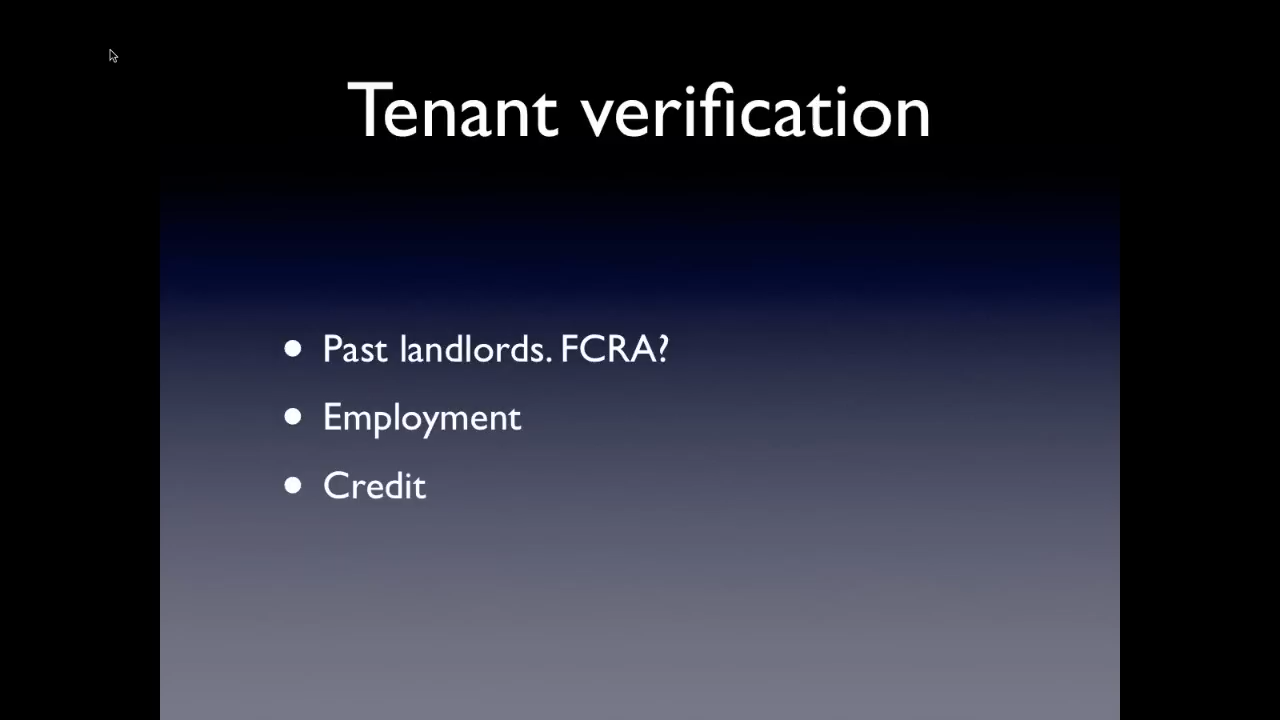 Tenant verification
• Past landlords. FCRA?
• Employment
• Credit